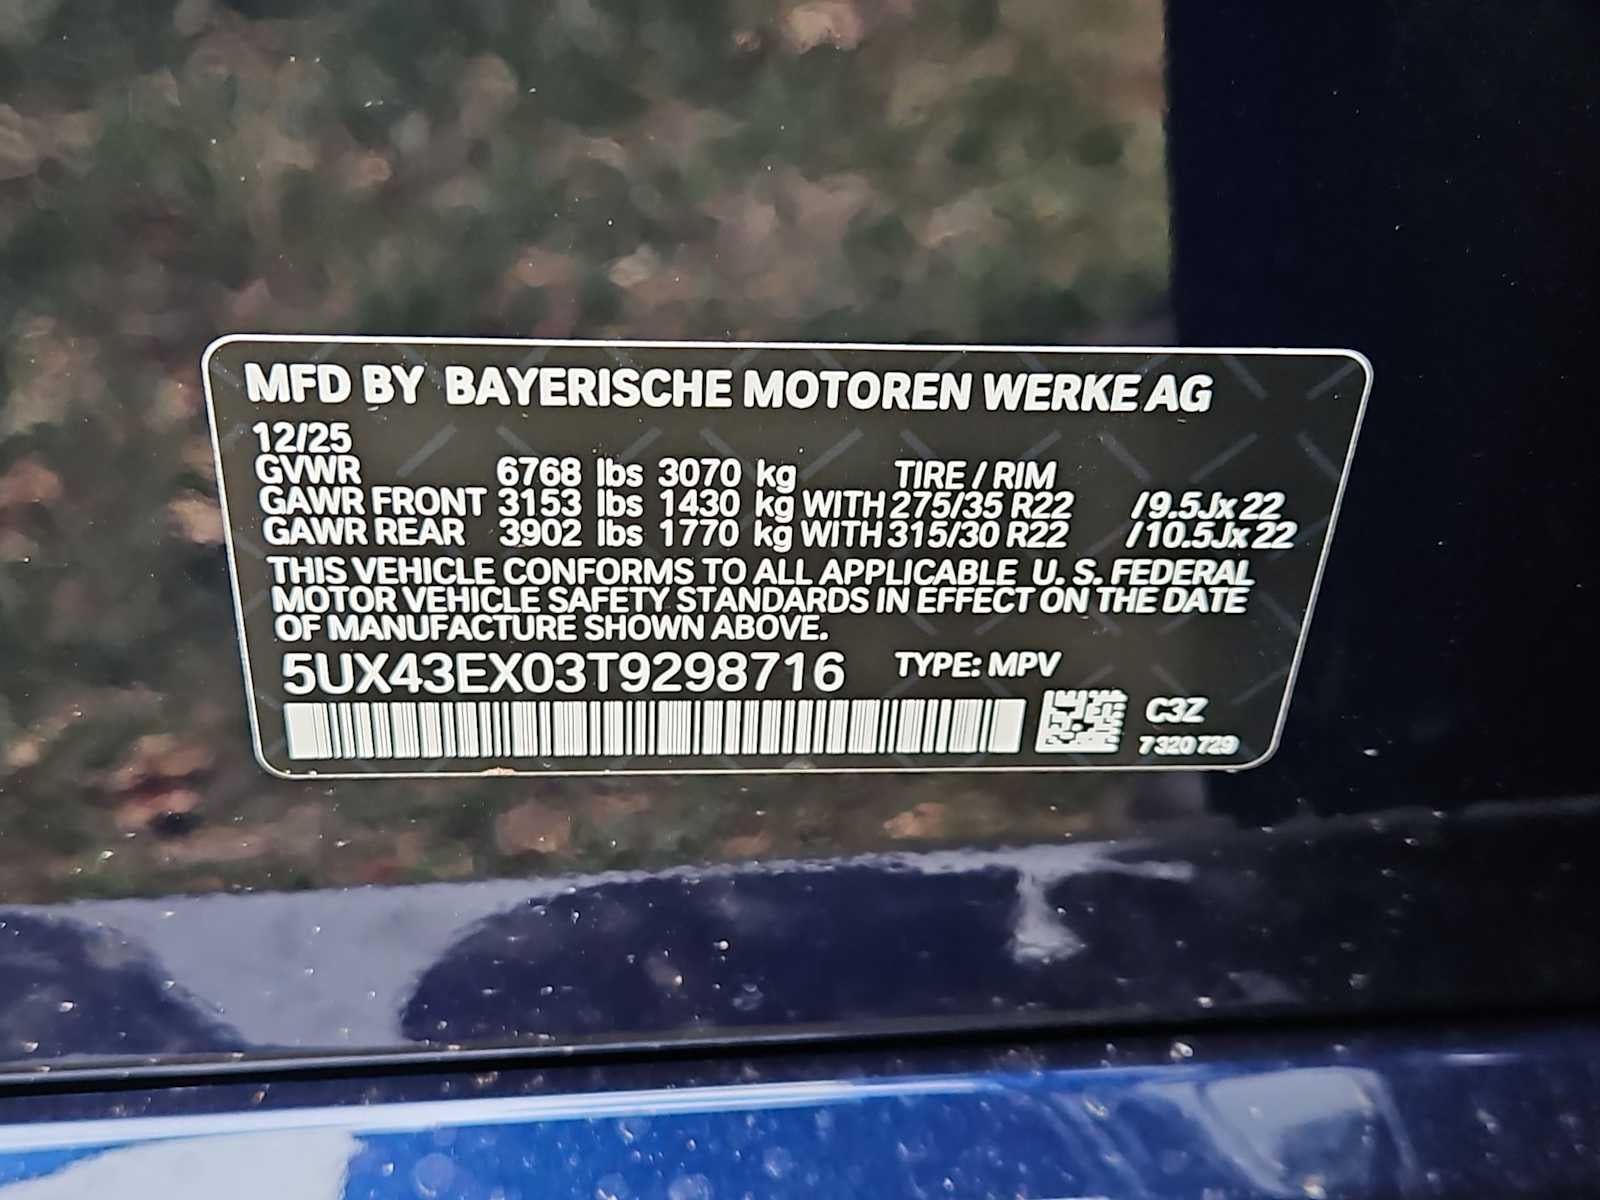 MFD BY BAYERISCHE MOTOREN WERKE AG
12/25
GVWR 6768 lbs 3070 kg TIRE / RIM
GAWR FRONT 3153 lbs 1430 kg WITH 275/35 R22 /9.5Jx22
GAWR REAR 3902 lbs 1770 kg WITH 315/30 R22 /10.5Jx22
THIS VEHICLE CONFORMS TO ALL APPLICABLE U. S. FEDERAL
MOTOR VEHICLE SAFETY STANDARDS IN EFFECT ON THE DATE
OF MANUFACTURE SHOWN ABOVE.
5UX43EX03T9298716 TYPE: MPV
C3Z
7320729